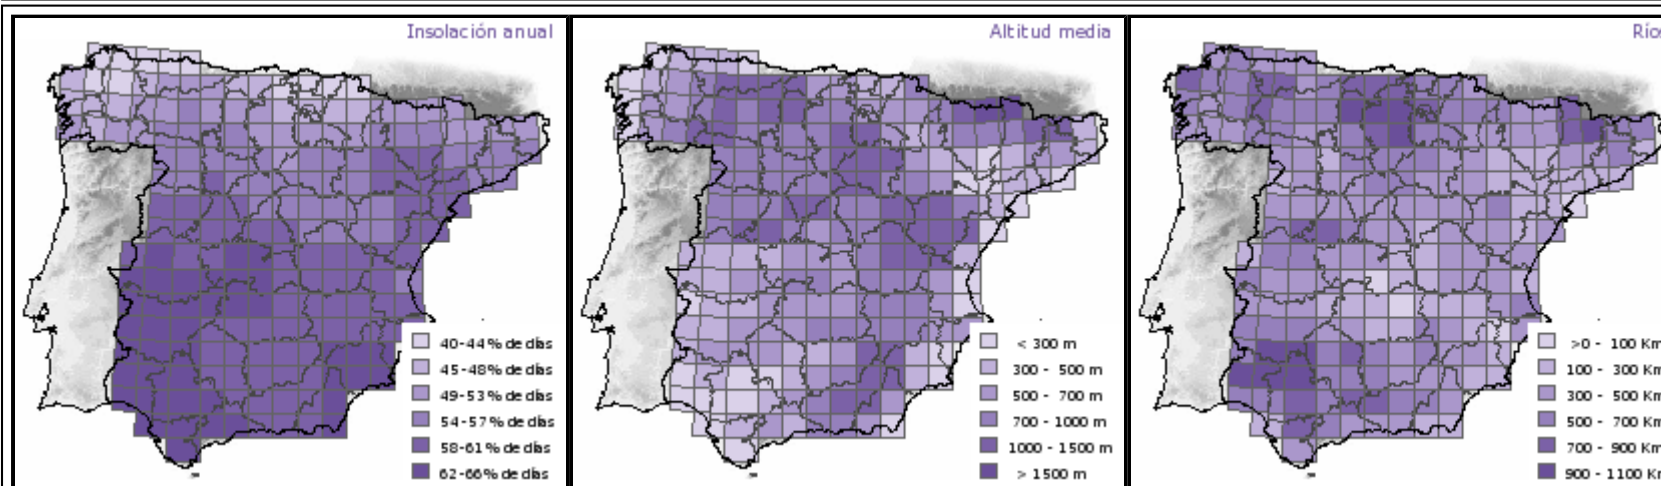 Insolación anual
40-44% de días
45-48% de días
49-53% de días
54-57% de días
58-61% de días
62-66% de días
Altitud media
< 300 m
300 - 500 m
500 - 700 m
700 - 1000 m
1000 - 1500 m
> 1500 m
Ríos
>0 - 100 Km
100 - 300 Km
300 - 500 Km
500 - 700 Km
700 - 900 Km
900 - 1100 Km